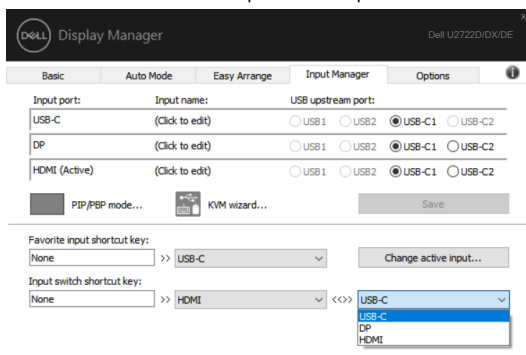 DELL Display Manager Dell U2722D/DX/DE
x
Basic Auto Mode Easy Arrange Input Manager Options
Input port: Input name: USB upstream port:
USB-C (Click to edit) USB1 USB2 USB-C1 USB-C2
DP (Click to edit) USB1 USB2 USB-C1 USB-C2
HDMI (Active) (Click to edit) USB1 USB2 USB-C1 USB-C2
PIP/PBP mode... KVM wizard... Save
Favorite input shortcut key:
None >> USB-C Change active input...
Input switch shortcut key:
None >> HDMI <<>> USB-C
USB-C
DP
HDMI